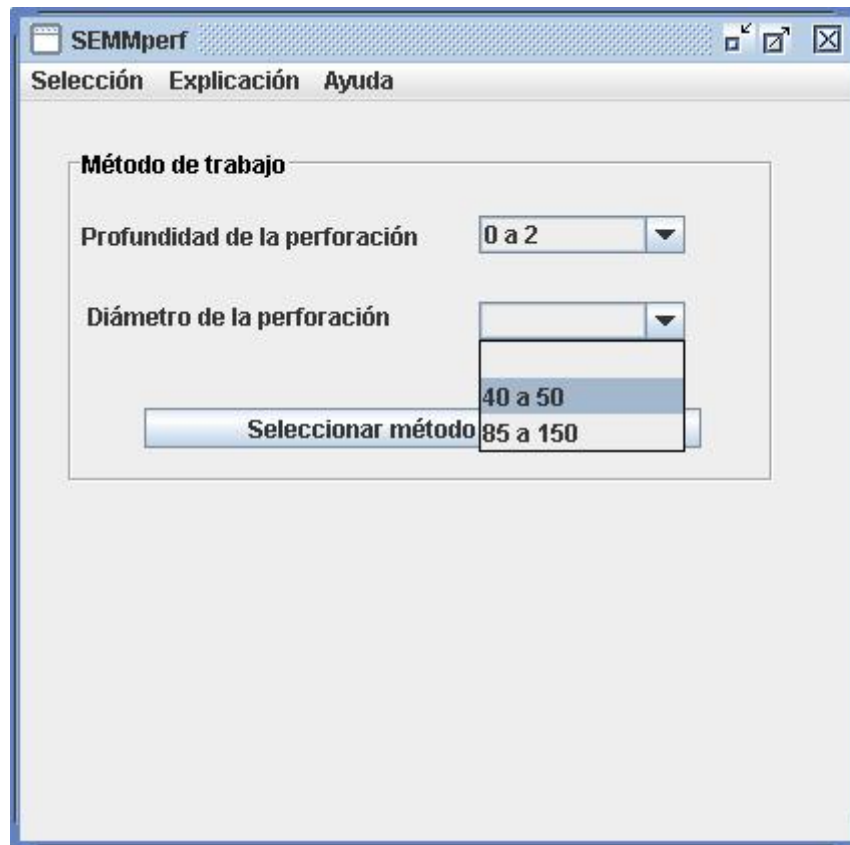 SEMMperf
Selección Explicación Ayuda
Método de trabajo
Profundidad de la perforación 0 a 2
Diámetro de la perforación
40 a 50
Seleccionar método 85 a 150